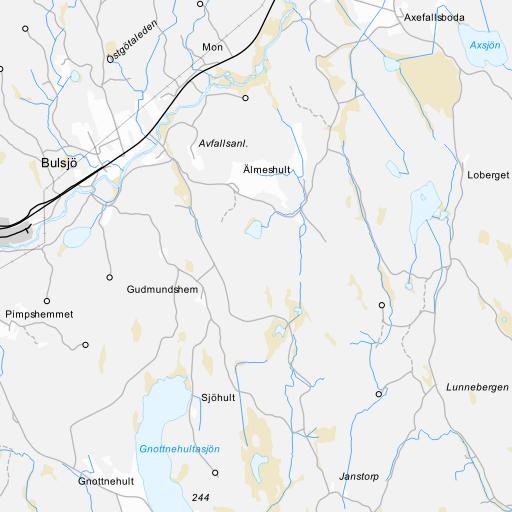 Axefallsboda
Östgötaleden
Mon
Axsjön
Avfallsanl.
Bulsjö
Älmeshult
Loberget
Gudmundshem
Pimpshemmet
Lunnebergen
Sjöhult
Gnottnehultasjön
Janstorp
Gnottnehult
244